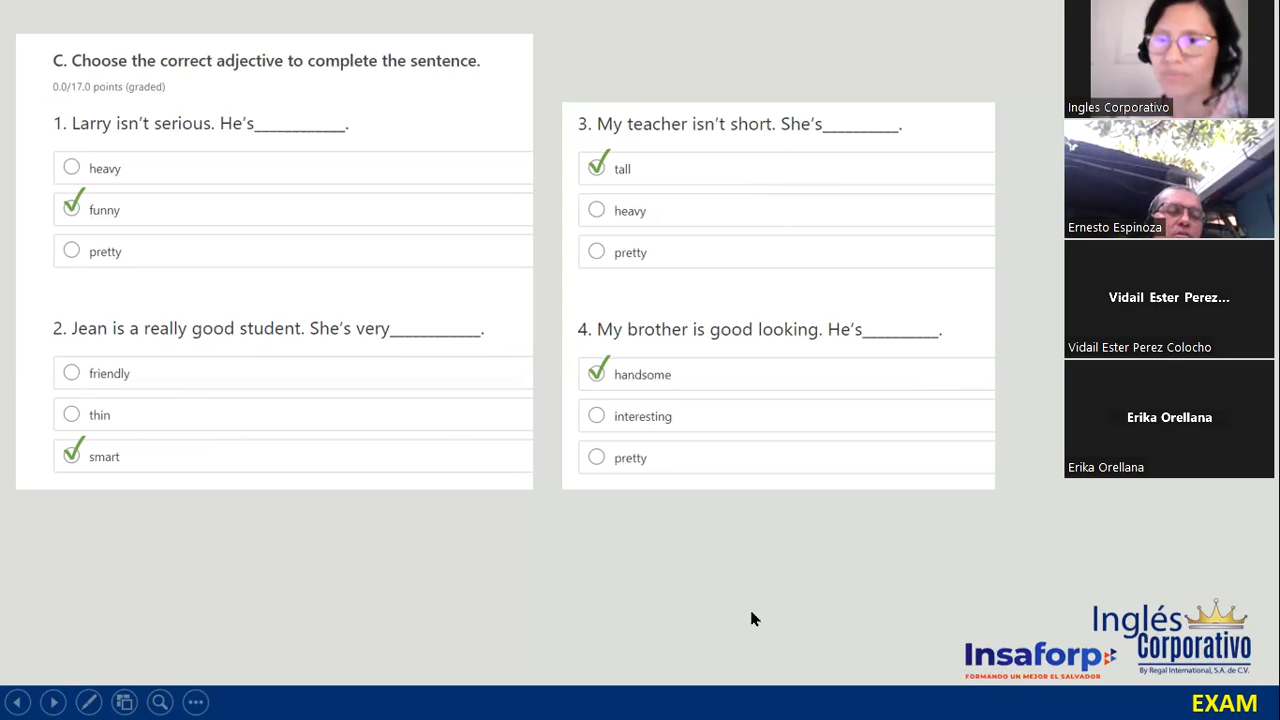 C. Choose the correct adjective to complete the sentence.
0.0/17.0 points (graded)
1. Larry isn't serious. He's____________.
heavy
funny
pretty
2. Jean is a really good student. She's very____________.
friendly
thin
smart
3. My teacher isn't short. She's__________.
tall
heavy
pretty
4. My brother is good looking. He's__________.
handsome
interesting
pretty
Ingles Corporativo
Ernesto Espinoza
Vidail Ester Perez...
Vidail Ester Perez Colocho
Erika Orellana
Erika Orellana
Insaforp
FORMANDO UN MEJOR EL SALVADOR
Inglés
Corporativo
By Regal International, S.A. de C.V.
EXAM